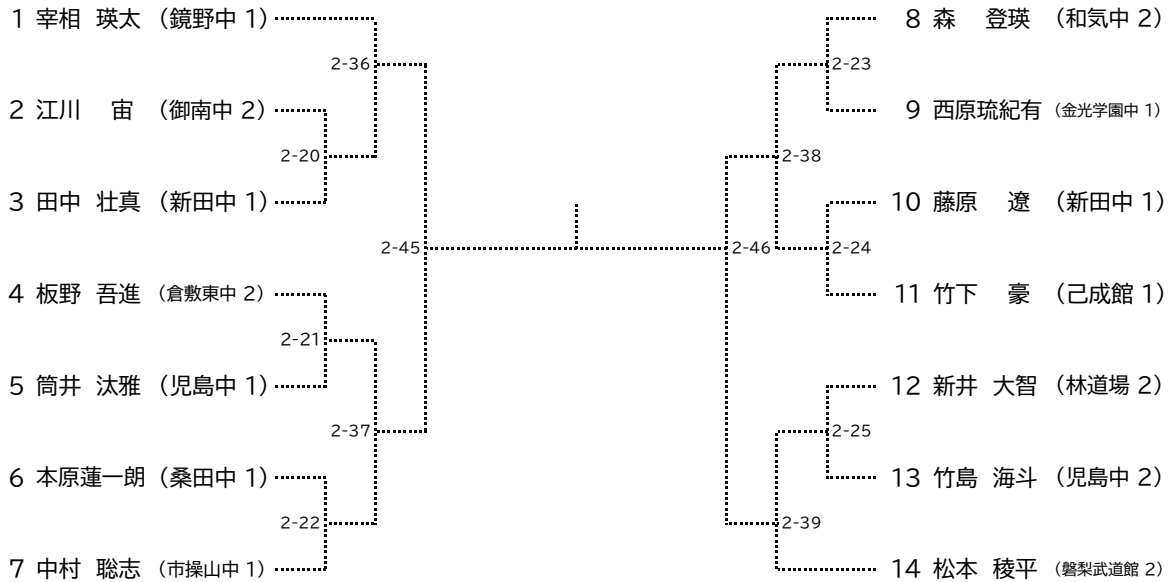 1 宰相 瑛太 （鏡野中 1）
2-36
2 江川 宙 （御南中 2）
2-20
3 田中 壮真 （新田中 1）
2-45
4 板野 吾進 （倉敷東中 2）
2-21
5 筒井 汰雅 （児島中 1）
2-37
6 本原蓮一朗 （桑田中 1）
2-22
7 中村 聡志 （市操山中 1）
8 森 登瑛 （和気中 2）
2-23
9 西原琉紀有 （金光学園中 1）
2-38
10 藤原 遼 （新田中 1）
2-46
2-24
11 竹下 豪 （己成館 1）
12 新井 大智 （林道場 2）
2-25
13 竹島 海斗 （児島中 2）
2-39
14 松本 稜平 （磐梨武道館 2）